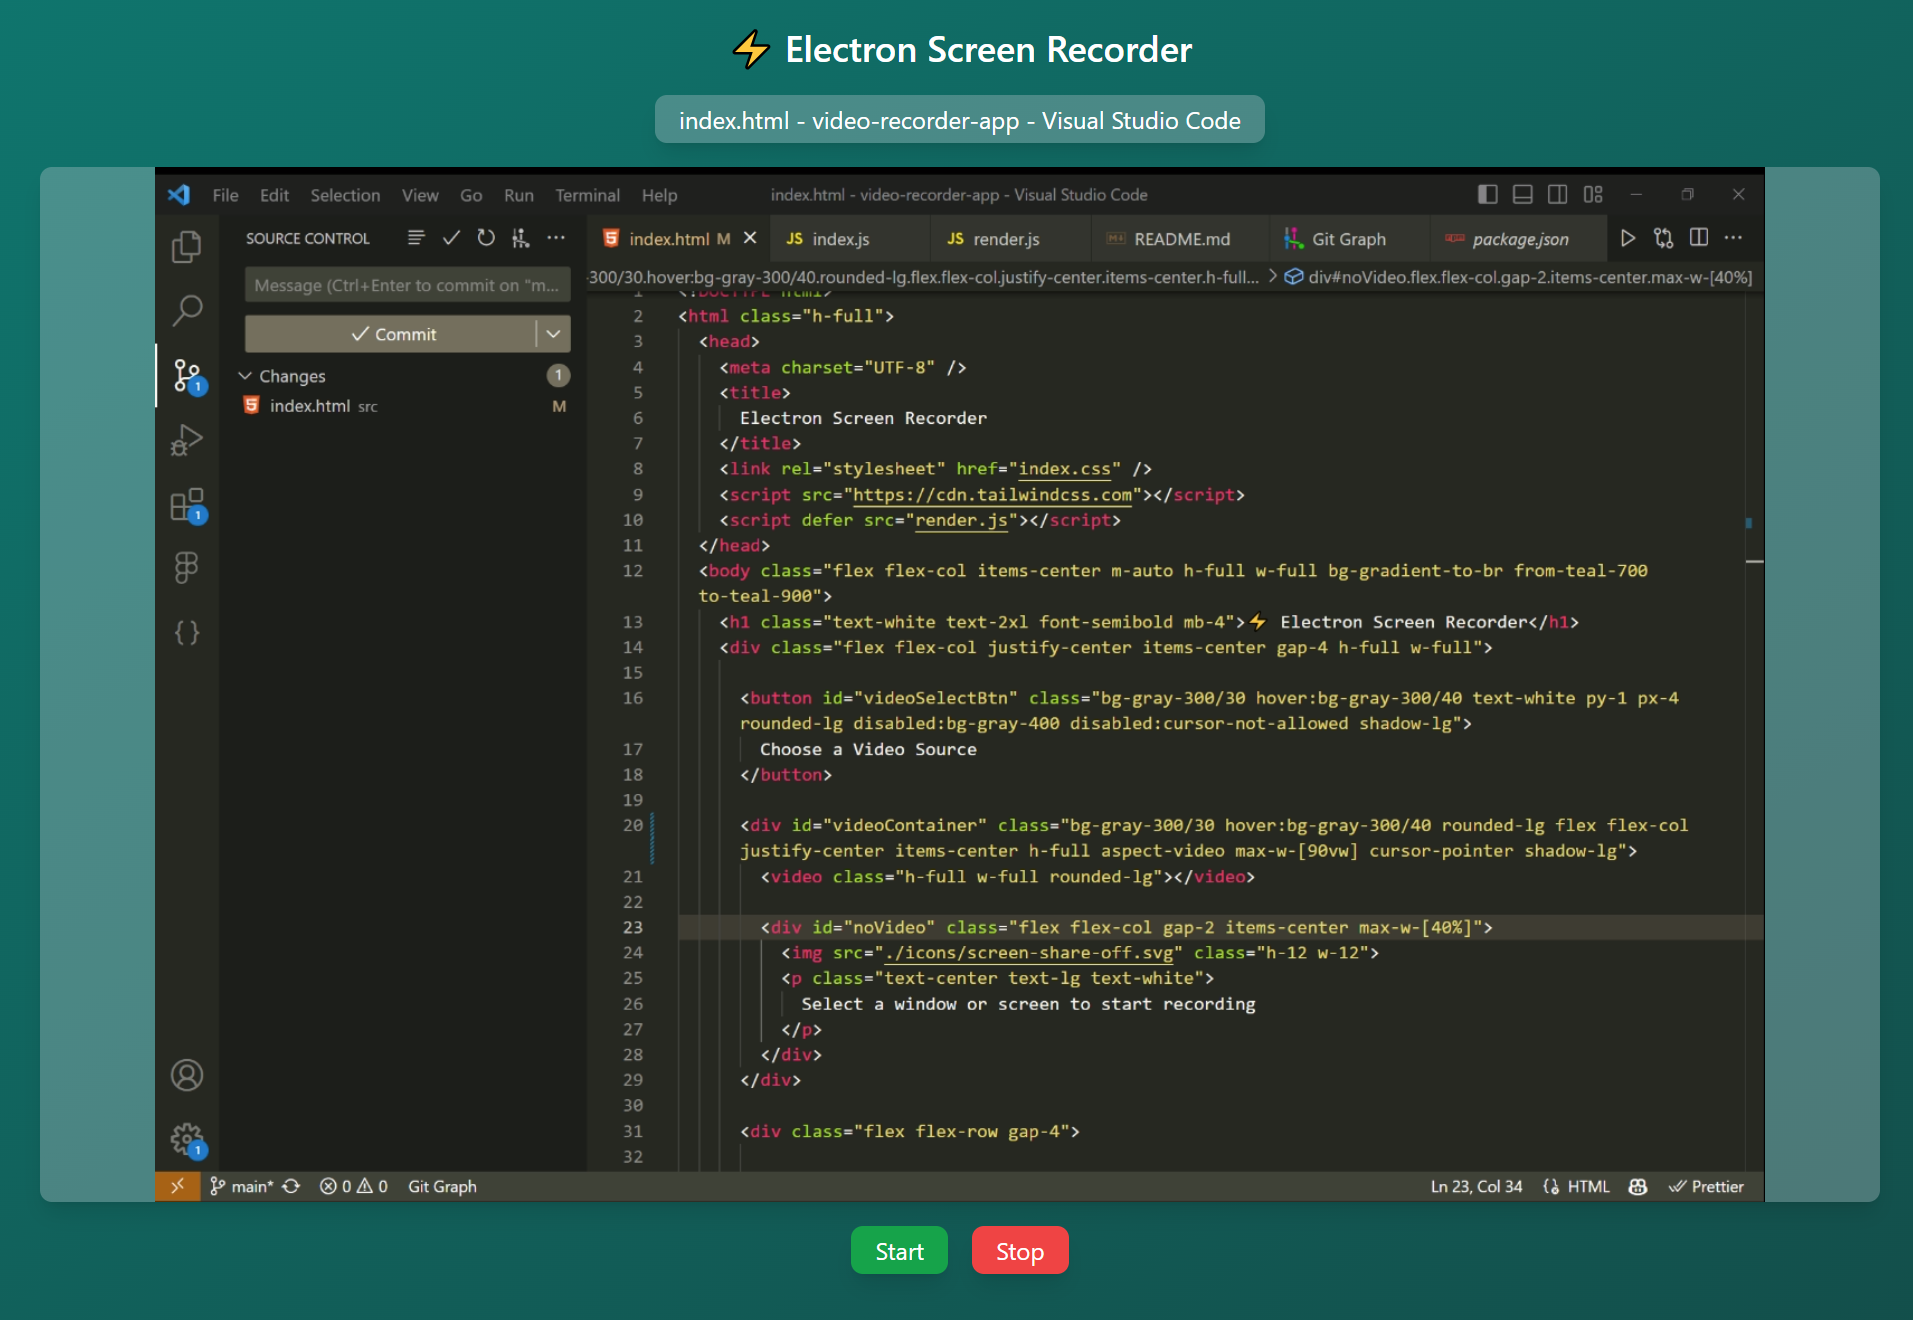 ⚡ Electron Screen Recorder
index.html - video-recorder-app - Visual Studio Code
File Edit Selection View Go Run Terminal Help
index.html - video-recorder-app - Visual Studio Code
SOURCE CONTROL
index.html M
JS index.js
JS render.js
README.md
Git Graph
package.json
-300/30.hover:bg-gray-300/40.rounded-lg.flex.flex-col.justify-center.items-center.h-full... > div#noVideo.flex.flex-col.gap-2.items-center.max-w-[40%]
Message (Ctrl+Enter to commit on "m...
Commit
Changes 1
index.html src M
1
1
1
1 <!DOCTYPE html>
2 <html class="h-full">
3 <head>
4 <meta charset="UTF-8" />
5 <title>
6 Electron Screen Recorder
7 </title>
8 <link rel="stylesheet" href="index.css" />
9 <script src="https://cdn.tailwindcss.com"></script>
10 <script defer src="render.js"></script>
11 </head>
12 <body class="flex flex-col items-center m-auto h-full w-full bg-gradient-to-br from-teal-700
to-teal-900">
13 <h1 class="text-white text-2xl font-semibold mb-4">⚡ Electron Screen Recorder</h1>
14 <div class="flex flex-col justify-center items-center gap-4 h-full w-full">
15
16 <button id="videoSelectBtn" class="bg-gray-300/30 hover:bg-gray-300/40 text-white py-1 px-4
rounded-lg disabled:bg-gray-400 disabled:cursor-not-allowed shadow-lg">
17 Choose a Video Source
18 </button>
19
20 <div id="videoContainer" class="bg-gray-300/30 hover:bg-gray-300/40 rounded-lg flex flex-col
justify-center items-center h-full aspect-video max-w-[90vw] cursor-pointer shadow-lg">
21 <video class="h-full w-full rounded-lg"></video>
22
23 <div id="noVideo" class="flex flex-col gap-2 items-center max-w-[40%]">
24 <img src="./icons/screen-share-off.svg" class="h-12 w-12">
25 <p class="text-center text-lg text-white">
26 Select a window or screen to start recording
27 </p>
28 </div>
29 </div>
30
31 <div class="flex flex-row gap-4">
32
main* 0 0 Git Graph
Ln 23, Col 34 HTML Prettier
Start
Stop